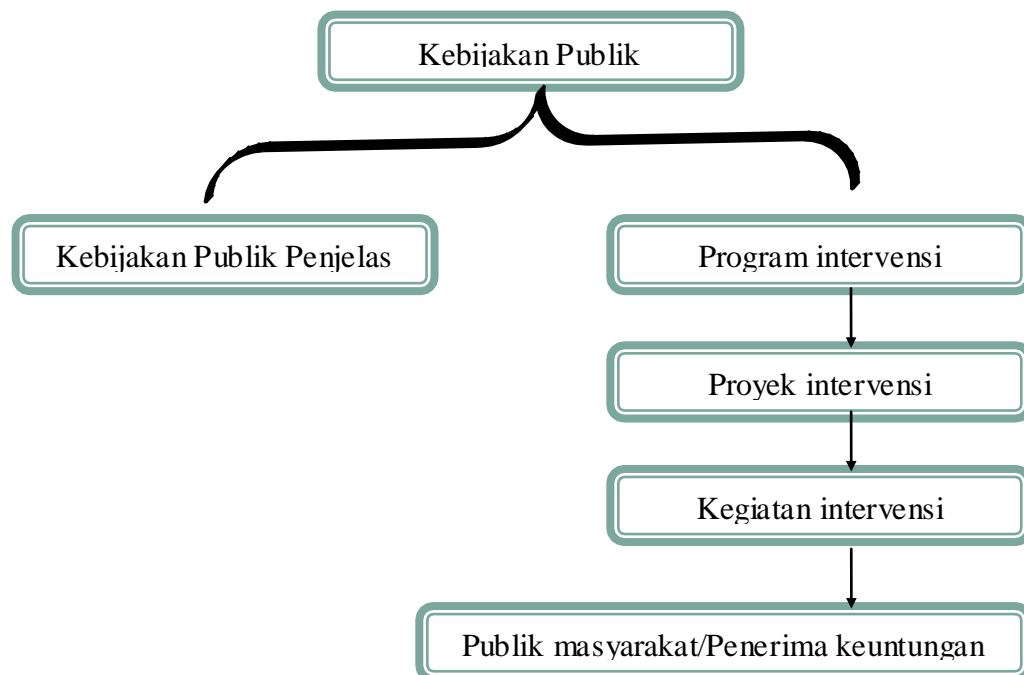 Kebijakan Publik
Kebijakan Publik Penjelas
Program intervensi
Proyek intervensi
Kegiatan intervensi
Publik masyarakat/Penerima keuntungan